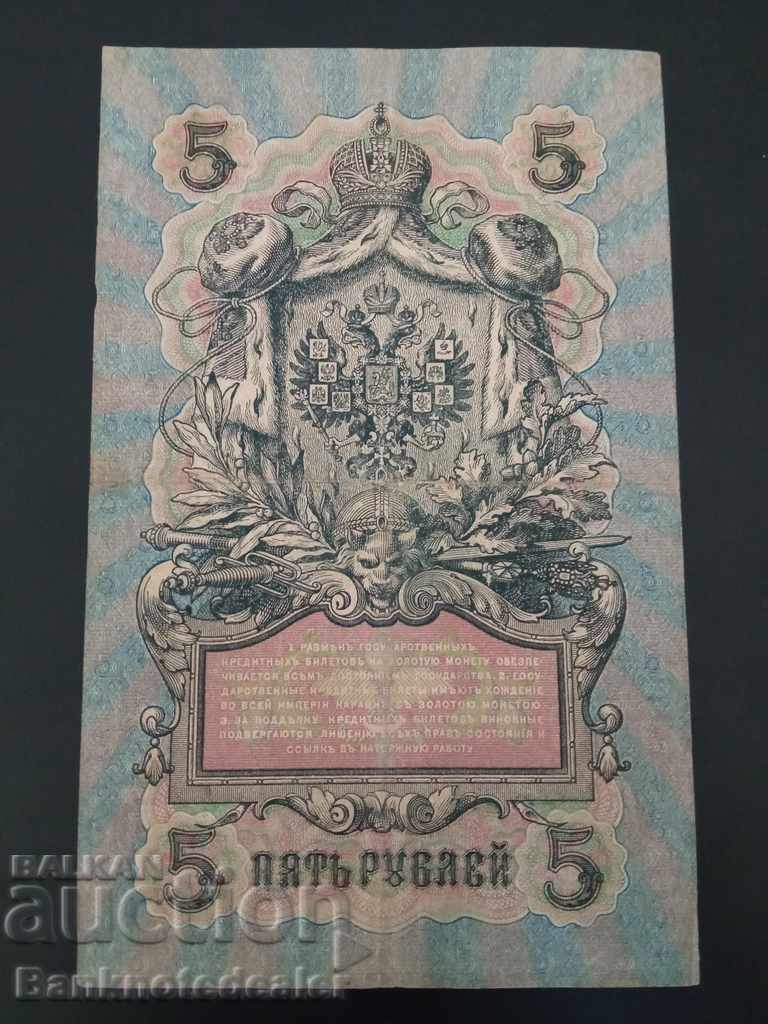 5 5
1. РАЗМѢНЪ ГОСУДАРСТВЕННЫХЪ
КРЕДИТНЫХЪ БИЛЕТОВЪ НА ЗОЛОТУЮ МОНЕТУ ОБЕЗПЕ-
ЧИВАЕТСЯ ВСѢМЪ ДОСТОЯНІЕМЪ ГОСУДАРСТВА. 2. ГОСУ-
ДАРСТВЕННЫЕ КРЕДИТНЫЕ БИЛЕТЫ ИМѢЮТЪ ХОЖДЕНІЕ
ВО ВСЕЙ ИМПЕРІИ НАРАВНѢ СЪ ЗОЛОТОЮ МОНЕТОЮ.
3. ЗА ПОДДѢЛКУ КРЕДИТНЫХЪ БИЛЕТОВЪ ВИНОВНЫЕ
ПОДВЕРГАЮТСЯ ЛИШЕНІЮ ВСѢХЪ ПРАВЪ СОСТОЯНІЯ И
ССЫЛКѢ ВЪ КАТОРЖНУЮ РАБОТУ
5 ПЯТЬ РУБЛЕЙ 5
BALKAN
auction
Banknotedealer